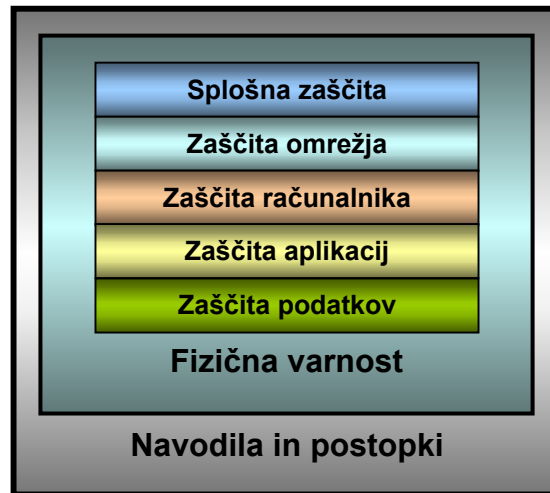 Splošna zaščita
Zaščita omrežja
Zaščita računalnika
Zaščita aplikacij
Zaščita podatkov
Fizična varnost
Navodila in postopki